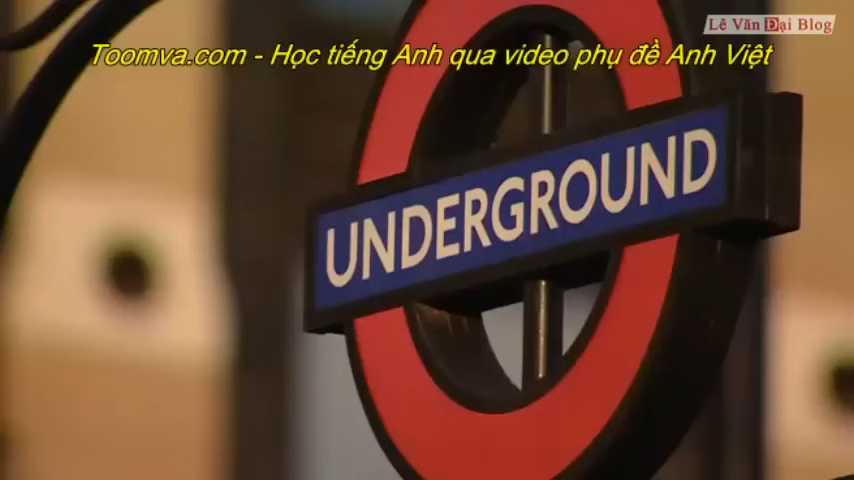 Lê Văn Đại Blog
Toomva.com - Học tiếng Anh qua video phụ đề Anh Việt
UNDERGROUND